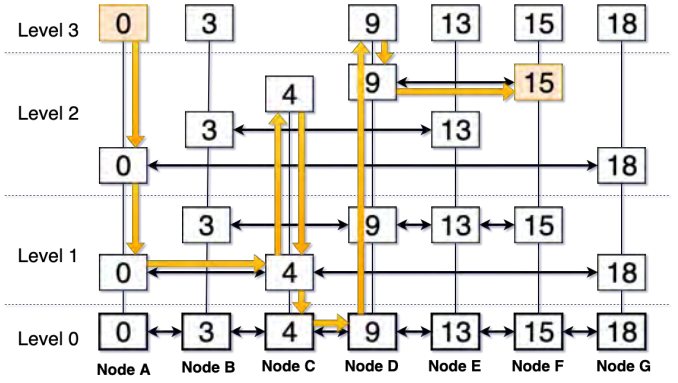 Level 3 0 3 9 13 15 18
9 15
4
Level 2
3 13
0 18
3 9 13 15
Level 1
0 4 18
Level 0 0 3 4 9 13 15 18
Node A Node B Node C Node D Node E Node F Node G